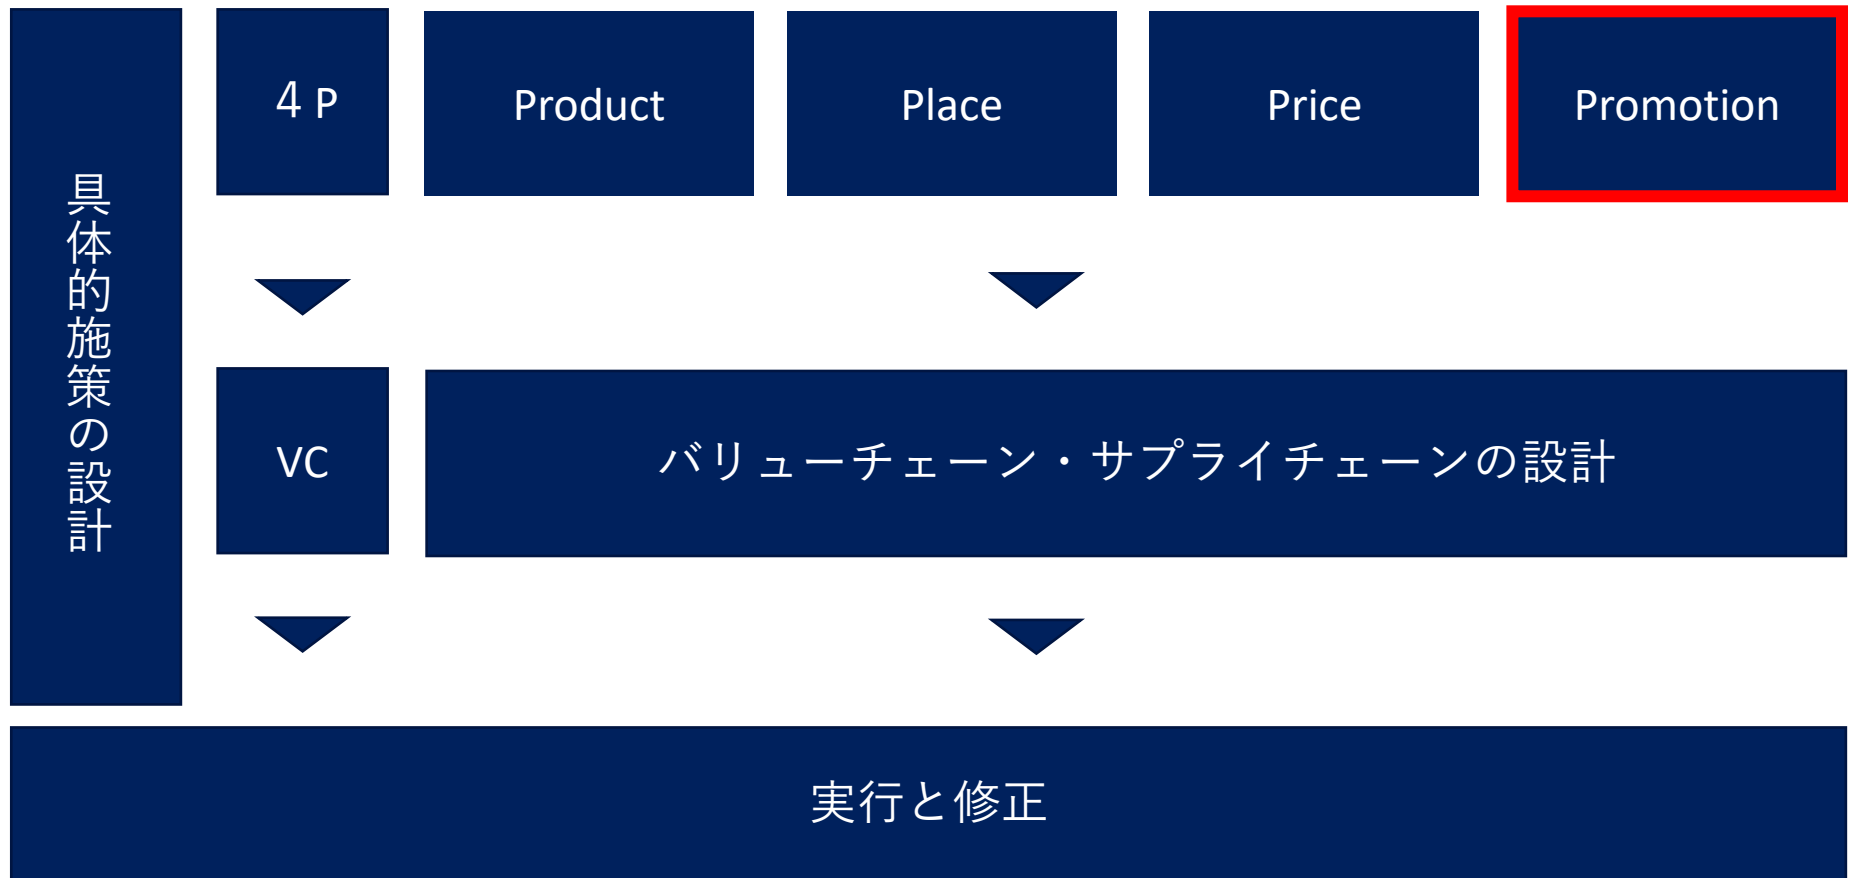 具体的施策の設計
4 P
Product
Place
Price
Promotion
VC
バリューチェーン・サプライチェーンの設計
実行と修正